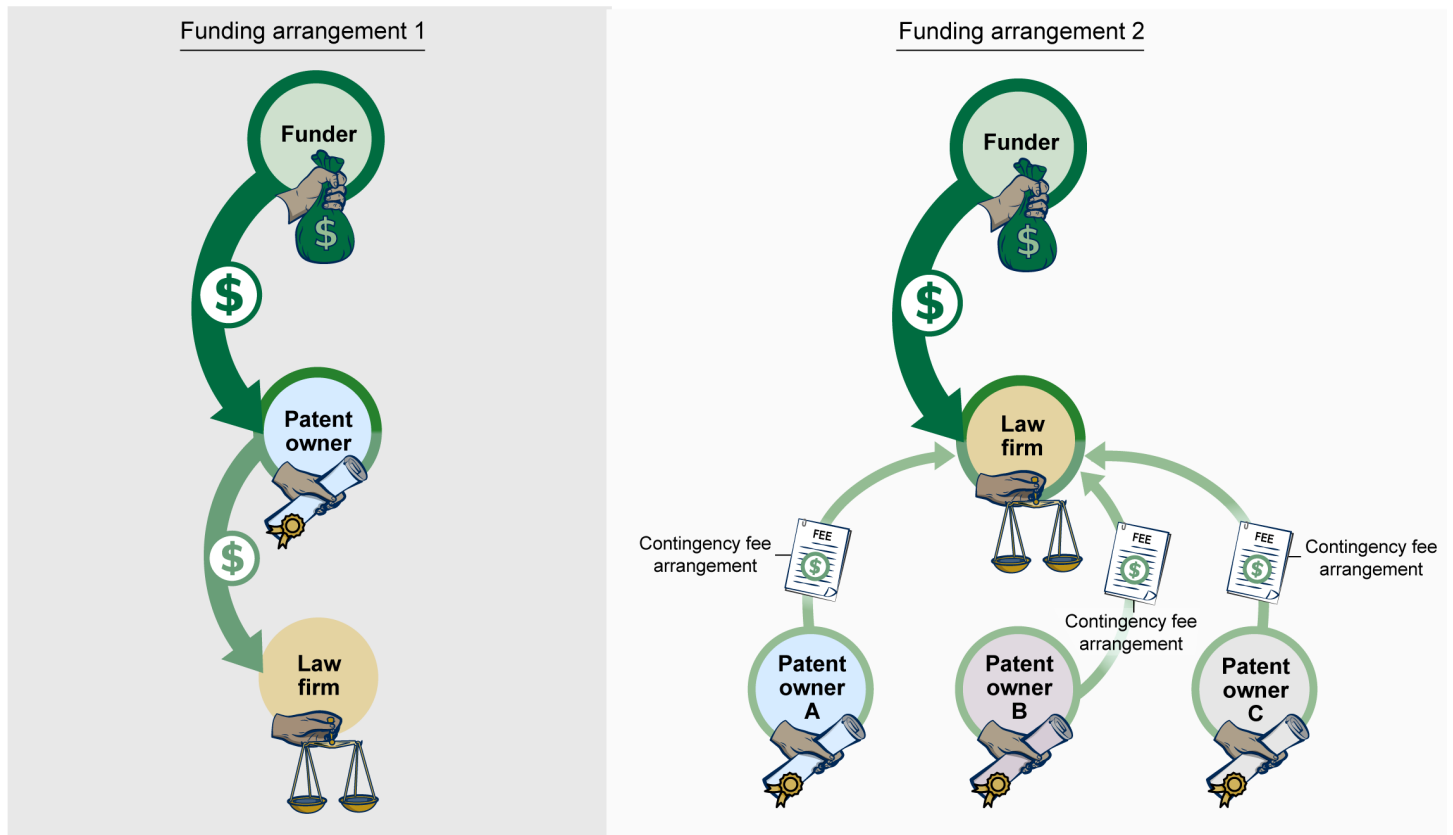 Funding arrangement 1
Funder
$
$
Patent
owner
$
Law
firm
Funding arrangement 2
Funder
$
$
Law
firm
FEE
$
Contingency fee
arrangement
FEE
$
Contingency fee
arrangement
FEE
$
Contingency fee
arrangement
Patent
owner
A
Patent
owner
B
Patent
owner
C